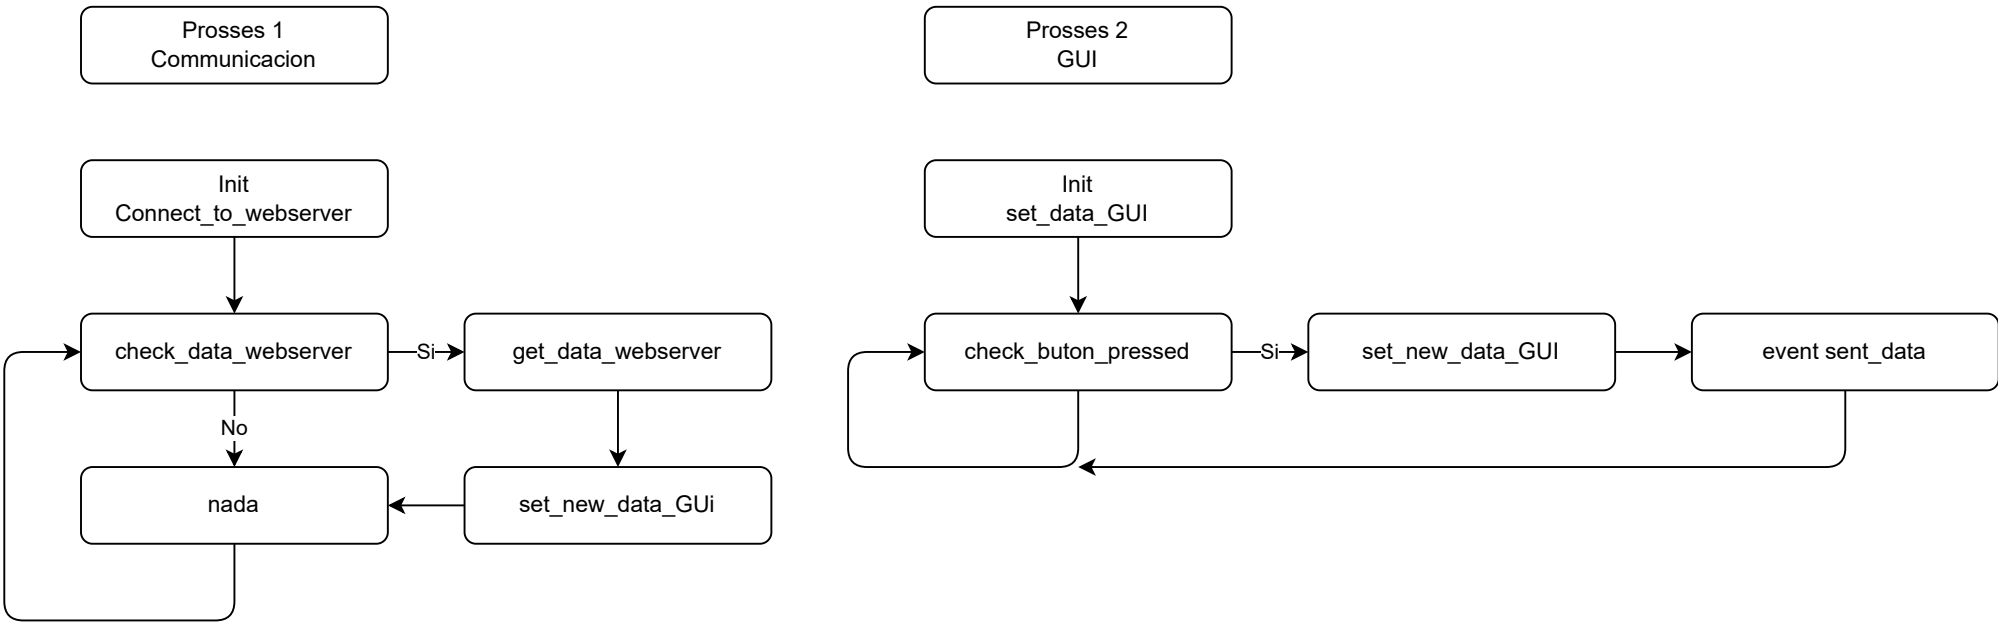 Prosses 1
Communicacion
Init
Connect_to_webserver
check_data_webserver
Si
get_data_webserver
No
nada
set_new_data_GUi
Prosses 2
GUI
Init
set_data_GUI
check_buton_pressed
Si
set_new_data_GUI
event sent_data